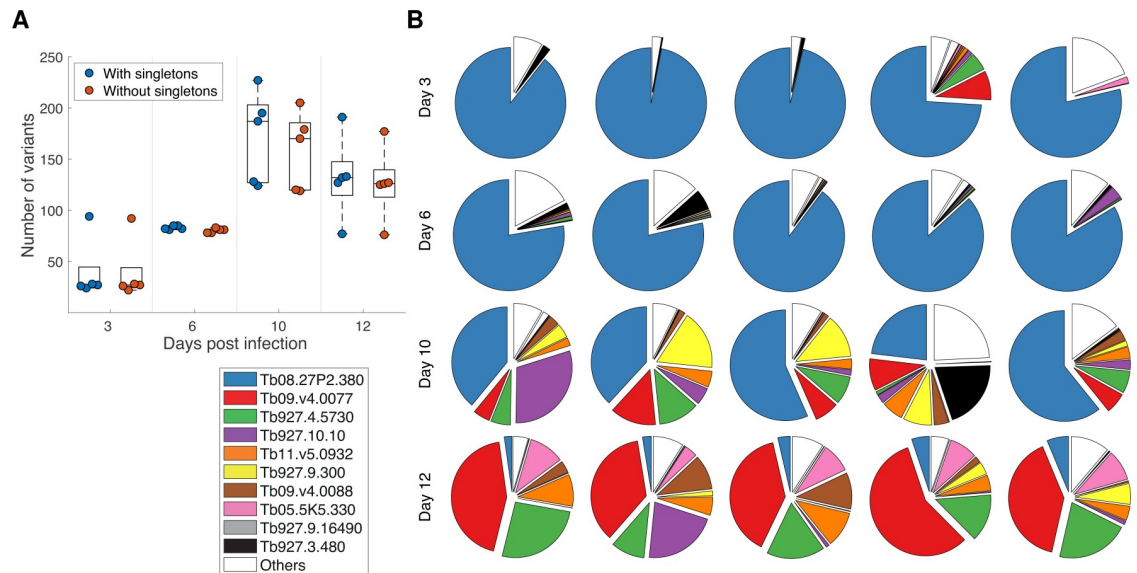 A
B
250
200
150
100
50
Number of variants
With singletons
Without singletons
3
6
10
12
Days post infection
Tb08.27P2.380
Tb09.v4.0077
Tb927.4.5730
Tb927.10.10
Tb11.v5.0932
Tb927.9.300
Tb09.v4.0088
Tb05.5K5.330
Tb927.9.16490
Tb927.3.480
Others
Day 3
Day 6
Day 10
Day 12